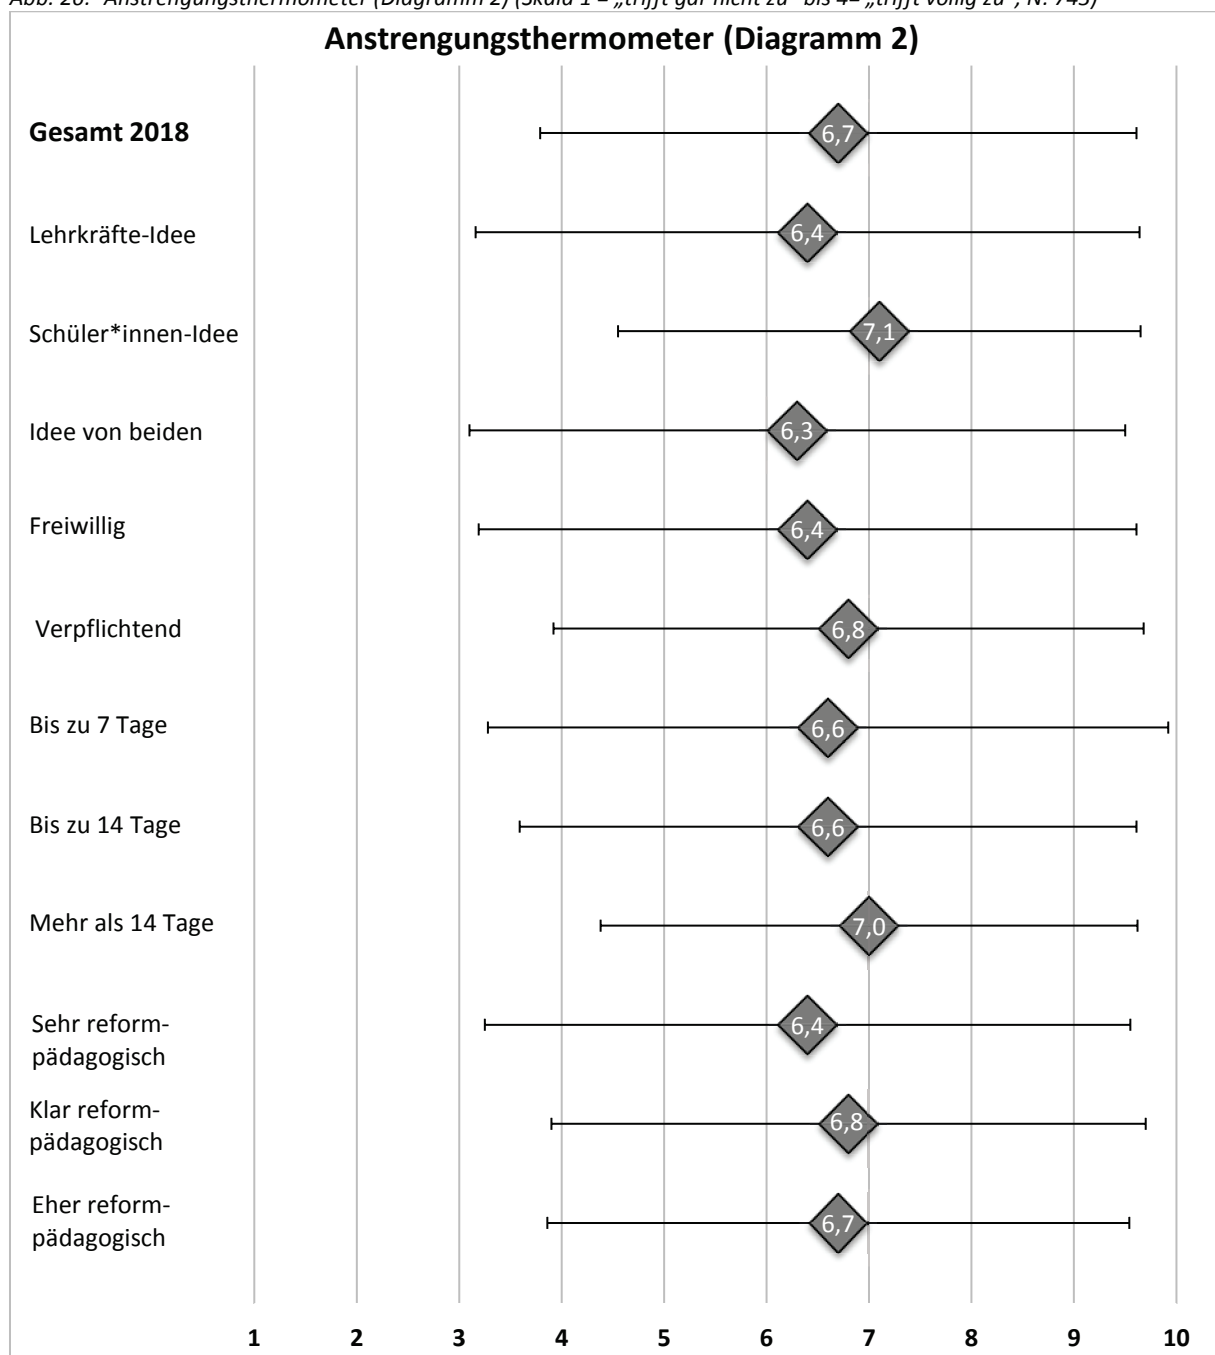 Abb. 20: Anstrengungsthermometer (Diagramm 2) (Skala 1 = „trifft gar nicht zu" bis 4= „trifft völlig zu", N: 745)
Anstrengungsthermometer (Diagramm 2)
Gesamt 2018 6,7
Lehrkräfte-Idee 6,4
Schüler*innen-Idee 7,1
Idee von beiden 6,3
Freiwillig 6,4
Verpflichtend 6,8
Bis zu 7 Tage 6,6
Bis zu 14 Tage 6,6
Mehr als 14 Tage 7,0
Sehr reform-
pädagogisch 6,4
Klar reform-
pädagogisch 6,8
Eher reform-
pädagogisch 6,7
1 2 3 4 5 6 7 8 9 10